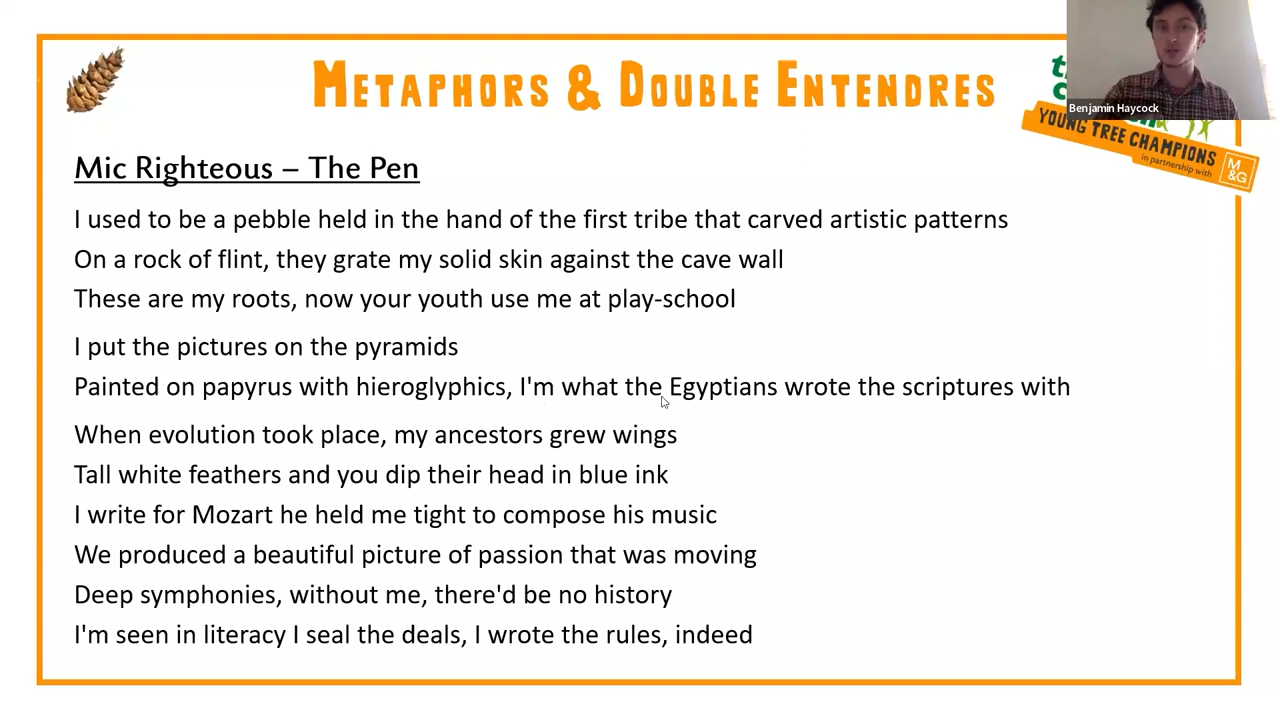 METAPHORS & DOUBLE ENTENDRES
Benjamin Haycock
YOUNG TREE CHAMPIONS
in partnership with
M&G
Mic Righteous – The Pen
I used to be a pebble held in the hand of the first tribe that carved artistic patterns
On a rock of flint, they grate my solid skin against the cave wall
These are my roots, now your youth use me at play-school
I put the pictures on the pyramids
Painted on papyrus with hieroglyphics, I'm what the Egyptians wrote the scriptures with
When evolution took place, my ancestors grew wings
Tall white feathers and you dip their head in blue ink
I write for Mozart he held me tight to compose his music
We produced a beautiful picture of passion that was moving
Deep symphonies, without me, there'd be no history
I'm seen in literacy I seal the deals, I wrote the rules, indeed